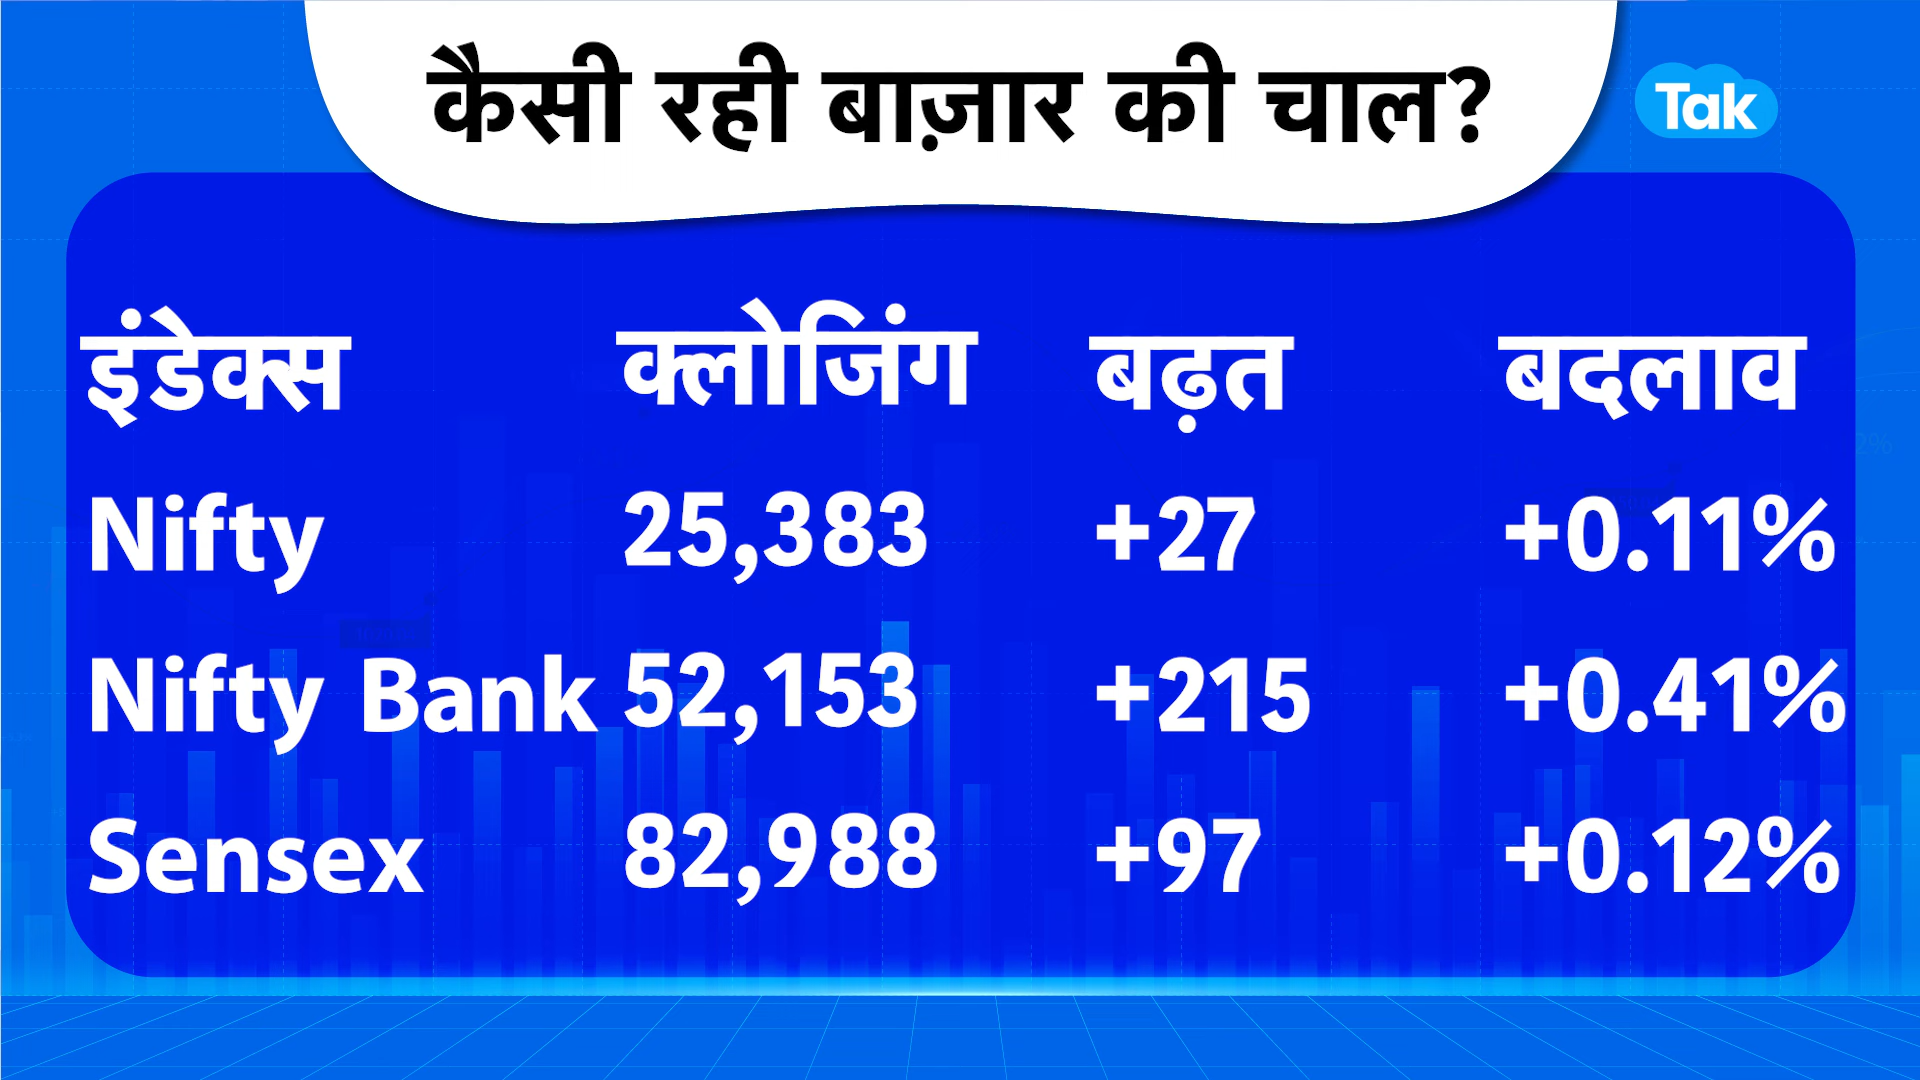 कैसी रही बाज़ार की चाल?
Tak
इंडेक्स क्लोजिंग बढ़त बदलाव
Nifty 25,383 +27 +0.11%
Nifty Bank 52,153 +215 +0.41%
Sensex 82,988 +97 +0.12%